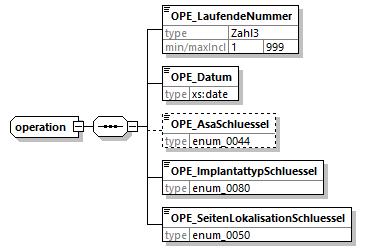 OPE_LaufendeNummer
type Zahl3
min/maxIncl 1 999
OPE_Datum
type xs:date
operation
OPE_AsaSchluessel
type enum_0044
OPE_ImplantattypSchluessel
type enum_0080
OPE_SeitenLokalisationSchluessel
type enum_0050